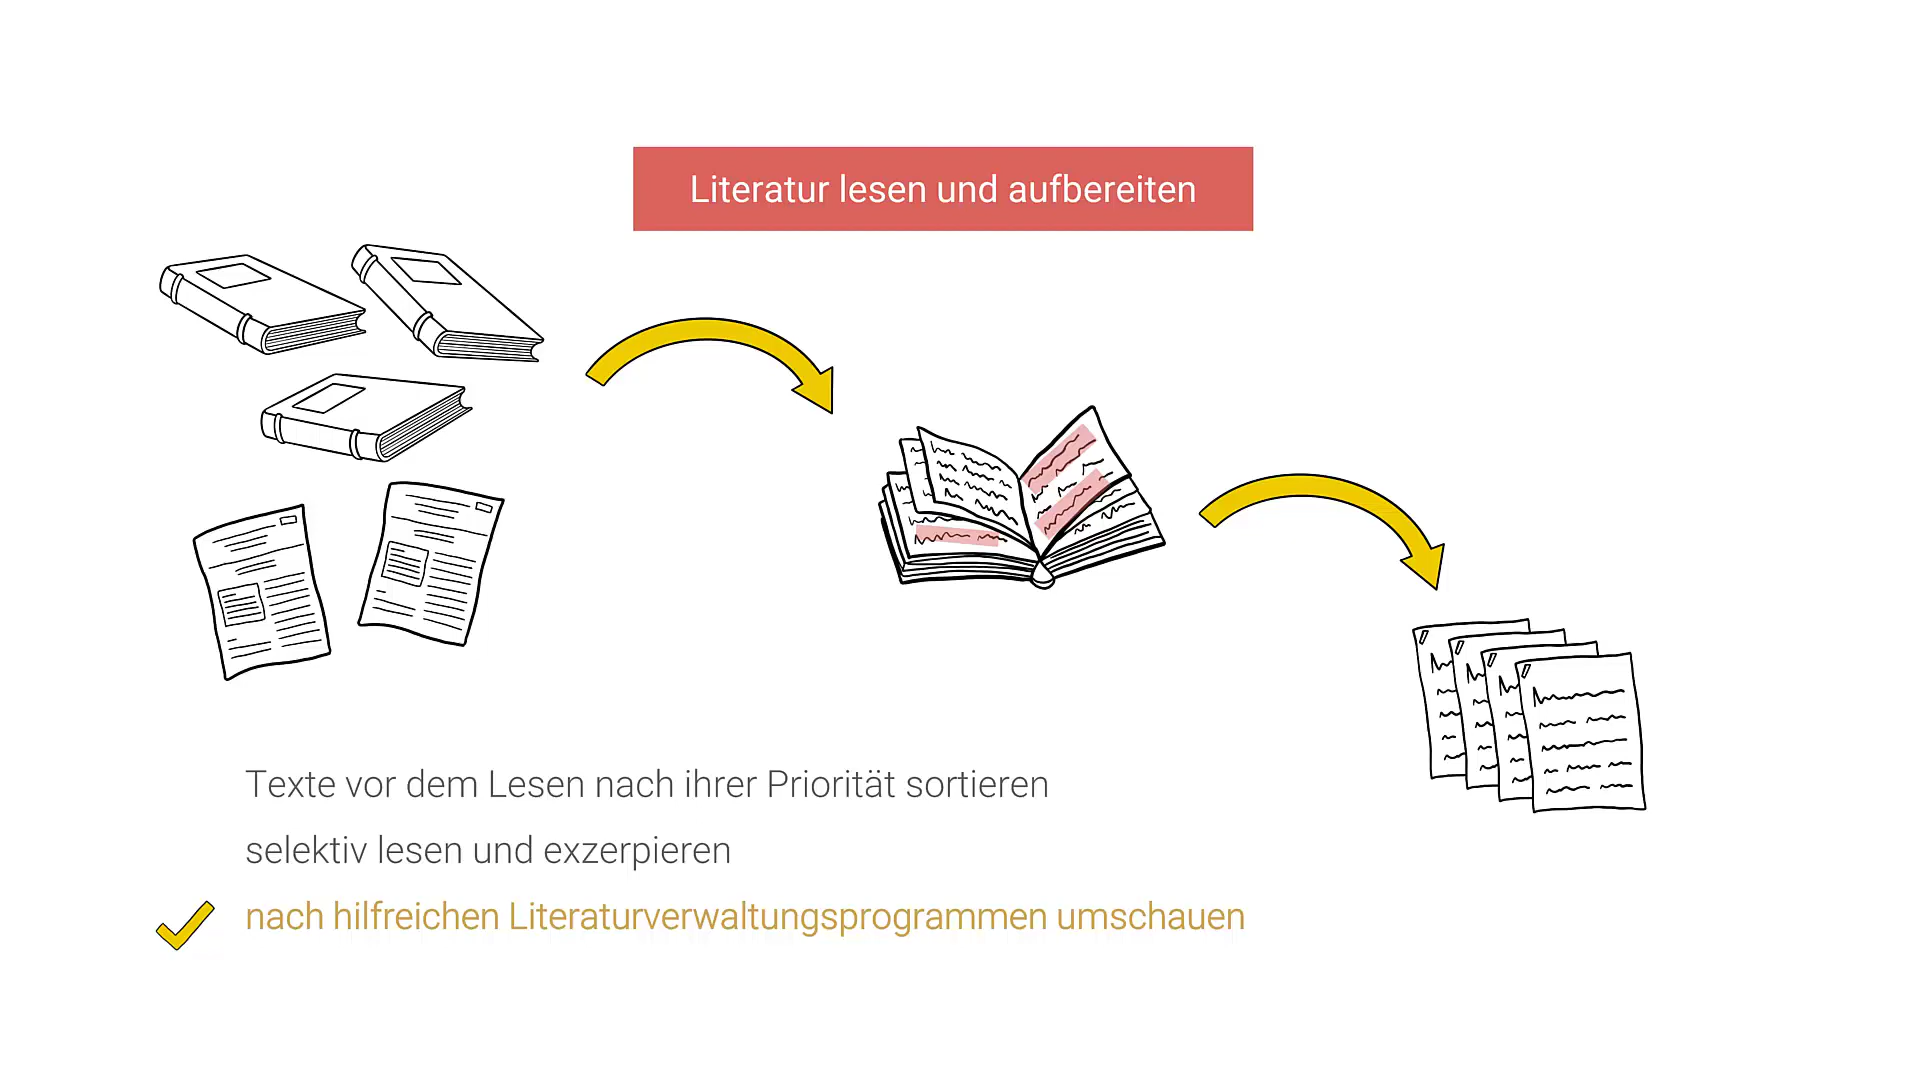 Literatur lesen und aufbereiten
Texte vor dem Lesen nach ihrer Priorität sortieren
selektiv lesen und exzerpieren
nach hilfreichen Literaturverwaltungsprogrammen umschauen